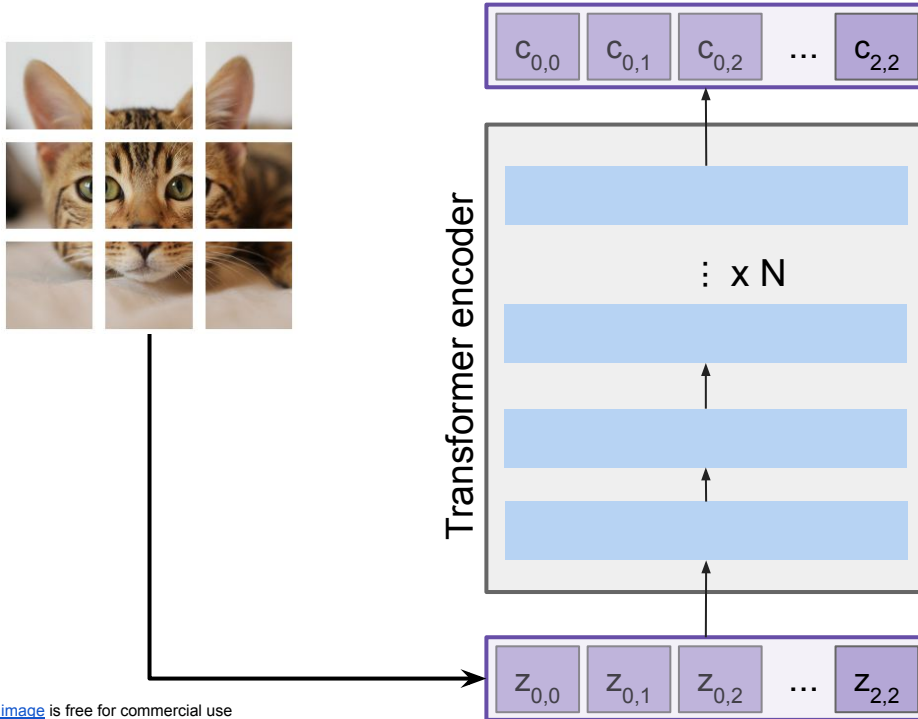 c0,0 c0,1 c0,2 ... c2,2
Transformer encoder
⋮ x N
z0,0 z0,1 z0,2 ... z2,2
image is free for commercial use